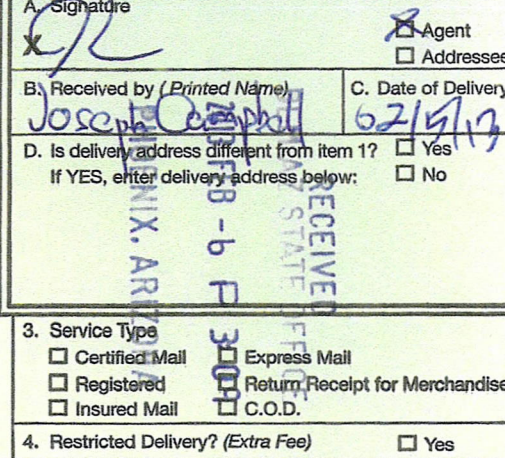 A. Signature
X
☒ Agent
☐ Addressee
B. Received by (Printed Name)
C. Date of Delivery
Joseph Campbell
02/5/13
D. Is delivery address different from item 1? ☐ Yes
If YES, enter delivery address below: ☐ No
RECEIVED
STATE OFFICE
FEB -6 P 3:09
PHOENIX, ARIZONA
3. Service Type
☐ Certified Mail ☐ Express Mail
☐ Registered ☐ Return Receipt for Merchandise
☐ Insured Mail ☐ C.O.D.
4. Restricted Delivery? (Extra Fee) ☐ Yes